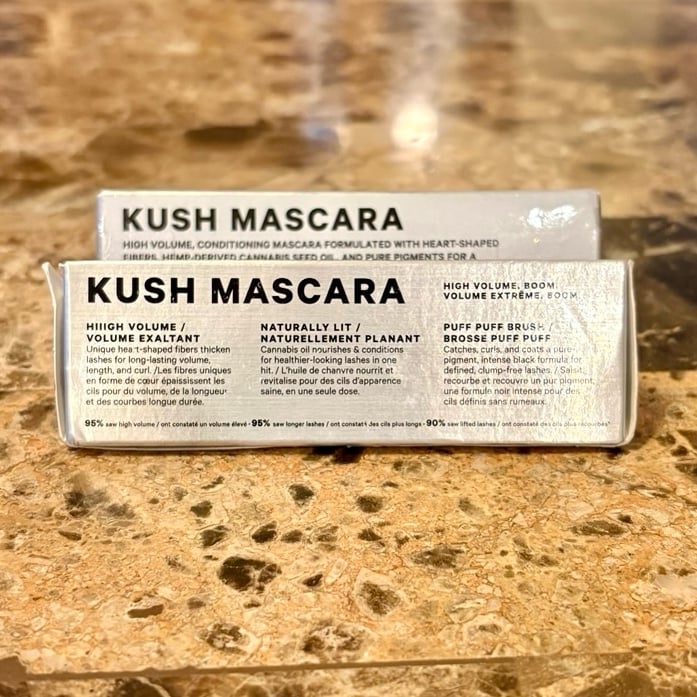 KUSH MASCARA
HIGH VOLUME, CONDITIONING MASCARA FORMULATED WITH HEART-SHAPED
FIBERS, HEMP-DERIVED CANNABIS SEED OIL, AND PURE PIGMENTS FOR A
KUSH MASCARA
HIGH VOLUME, BOOM
VOLUME EXTRÊME, BOOM
HIIIGH VOLUME /
VOLUME EXALTANT
Unique heart-shaped fibers thicken
lashes for long-lasting volume,
length, and curl. /Les fibres uniques
en forme de cœur épaississent les
cils pour du volume, de la longueur
et des courbes longue durée.
NATURALLY LIT /
NATURELLEMENT PLANANT
Cannabis oil nourishes & conditions
for healthier-looking lashes in one
hit. / L'huile de chanvre nourrit et
revitalise pour des cils d'apparence
saine, en une seule dose.
PUFF PUFF BRUSH /
BROSSE PUFF PUFF
Catches, curls, and coats a pure
pigment, intense black formula for
defined, clump-free lashes. / Saisit,
recourbe et recouvre un pur pigment,
une formule noir intense pour des
cils définis sans grumeaux.
95% saw high volume / ont constaté un volume élevé · 95% saw longer lashes / ont constaté des cils plus longs · 90% saw lifted lashes / ont constaté des cils plus recourbés*